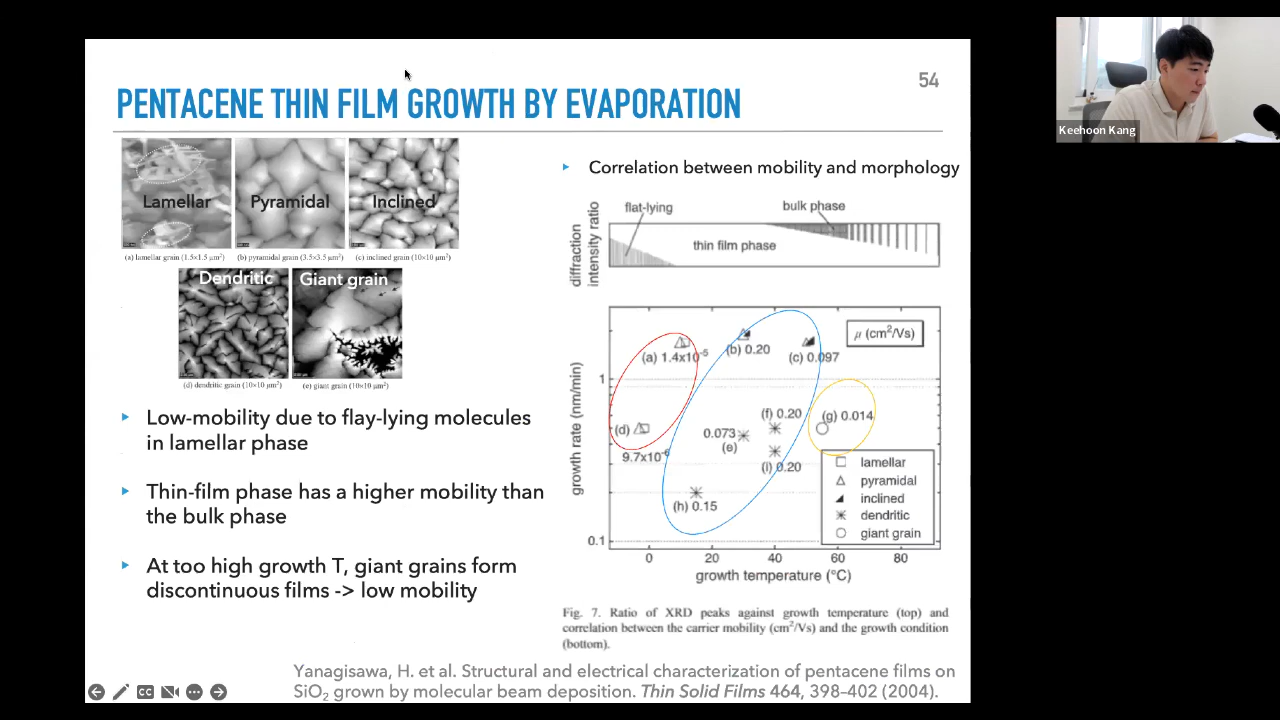 54
PENTACENE THIN FILM GROWTH BY EVAPORATION
Keehoon Kang
Lamellar
Pyramidal
Inclined
(a) lamellar grain (1.5×1.5 μm²)
(b) pyramidal grain (3.5×3.5 μm²)
(c) inclined grain (10×10 μm²)
Dendritic
Giant grain
(d) dendritic grain (10×10 μm²)
(e) giant grain (10×10 μm²)
Low-mobility due to flay-lying molecules
in lamellar phase
Thin-film phase has a higher mobility than
the bulk phase
At too high growth T, giant grains form
discontinuous films -> low mobility
Correlation between mobility and morphology
flat-lying
bulk phase
diffraction
intensity ratio
thin film phase
μ (cm²/Vs)
(a) 1.4x10⁻⁵
(b) 0.20
(c) 0.097
(d)
9.7x10⁻⁶
0.073
(e)
(f) 0.20
(g) 0.014
(i) 0.20
(h) 0.15
growth rate (nm/min)
1
0.1
lamellar
pyramidal
inclined
dendritic
giant grain
0
20
40
60
80
growth temperature (°C)
Fig. 7. Ratio of XRD peaks against growth temperature (top) and
correlation between the carrier mobility (cm²/Vs) and the growth condition
(bottom).
Yanagisawa, H. et al. Structural and electrical characterization of pentacene films on
SiO₂ grown by molecular beam deposition. Thin Solid Films 464, 398–402 (2004).
CC